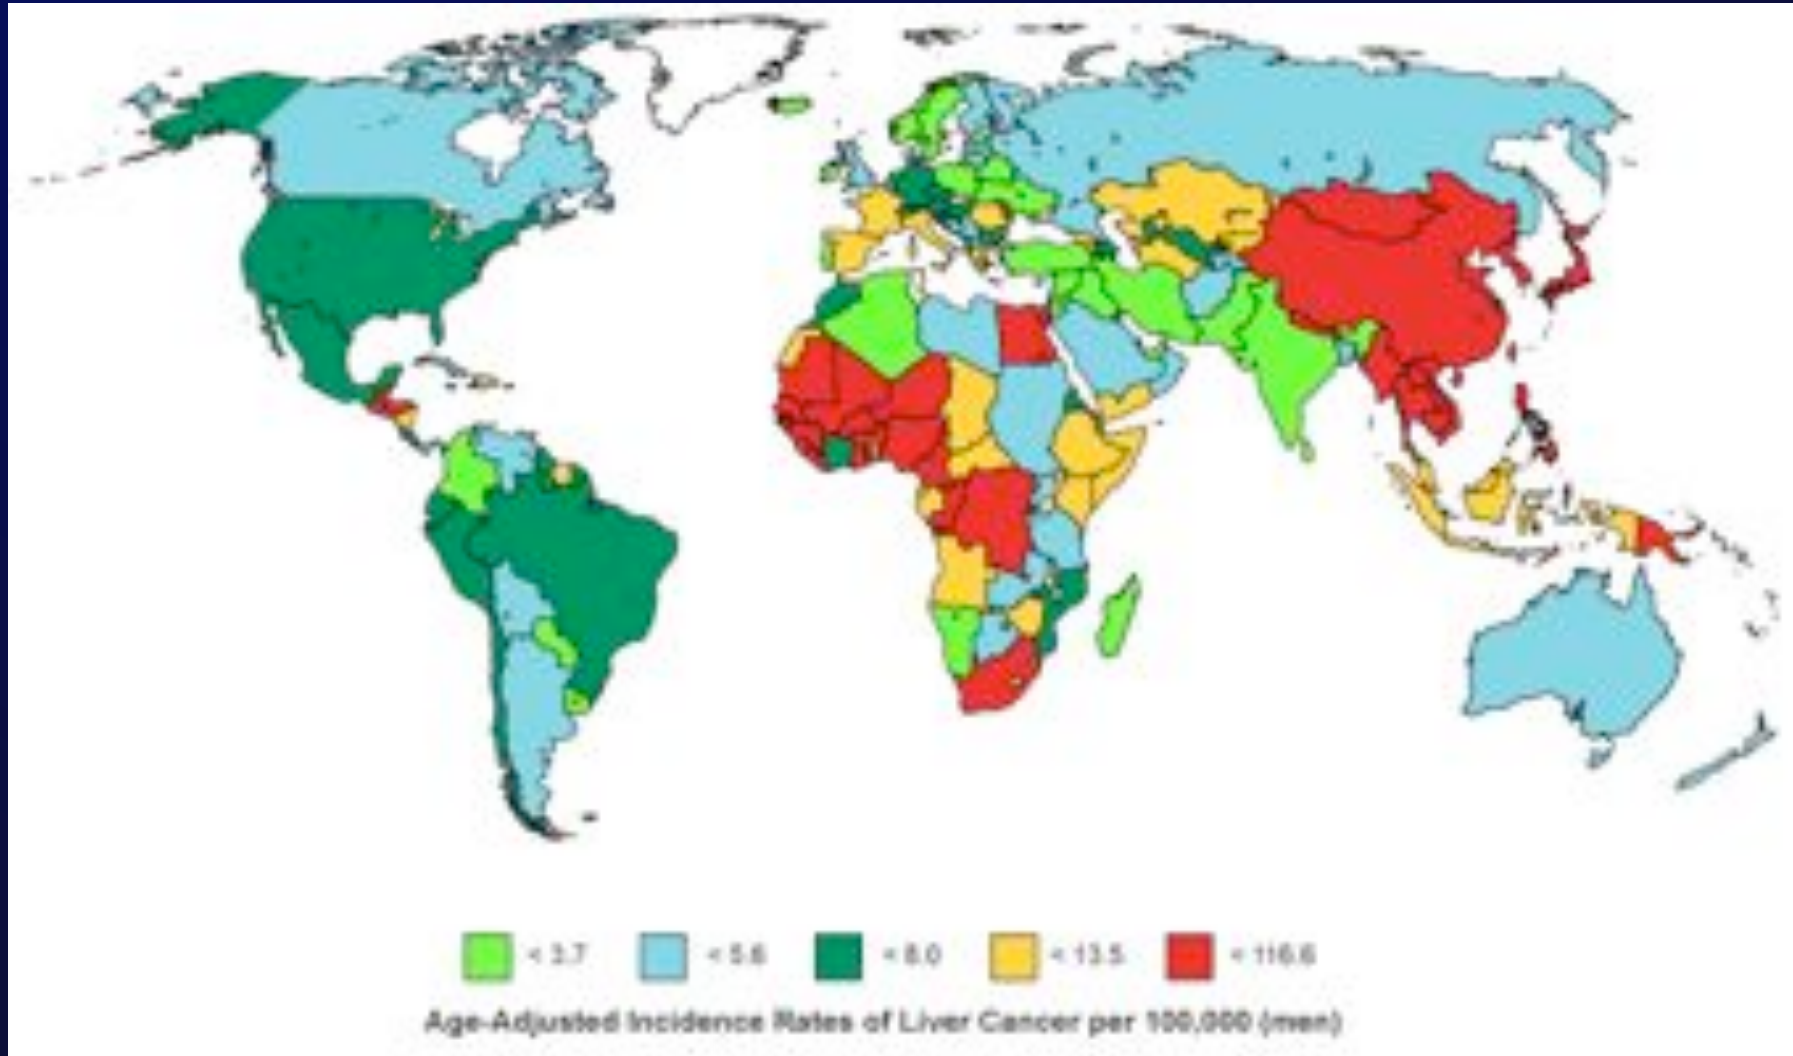 < 3.7 < 5.6 < 8.0 < 13.5 < 116.6
Age-Adjusted Incidence Rates of Liver Cancer per 100,000 (men)